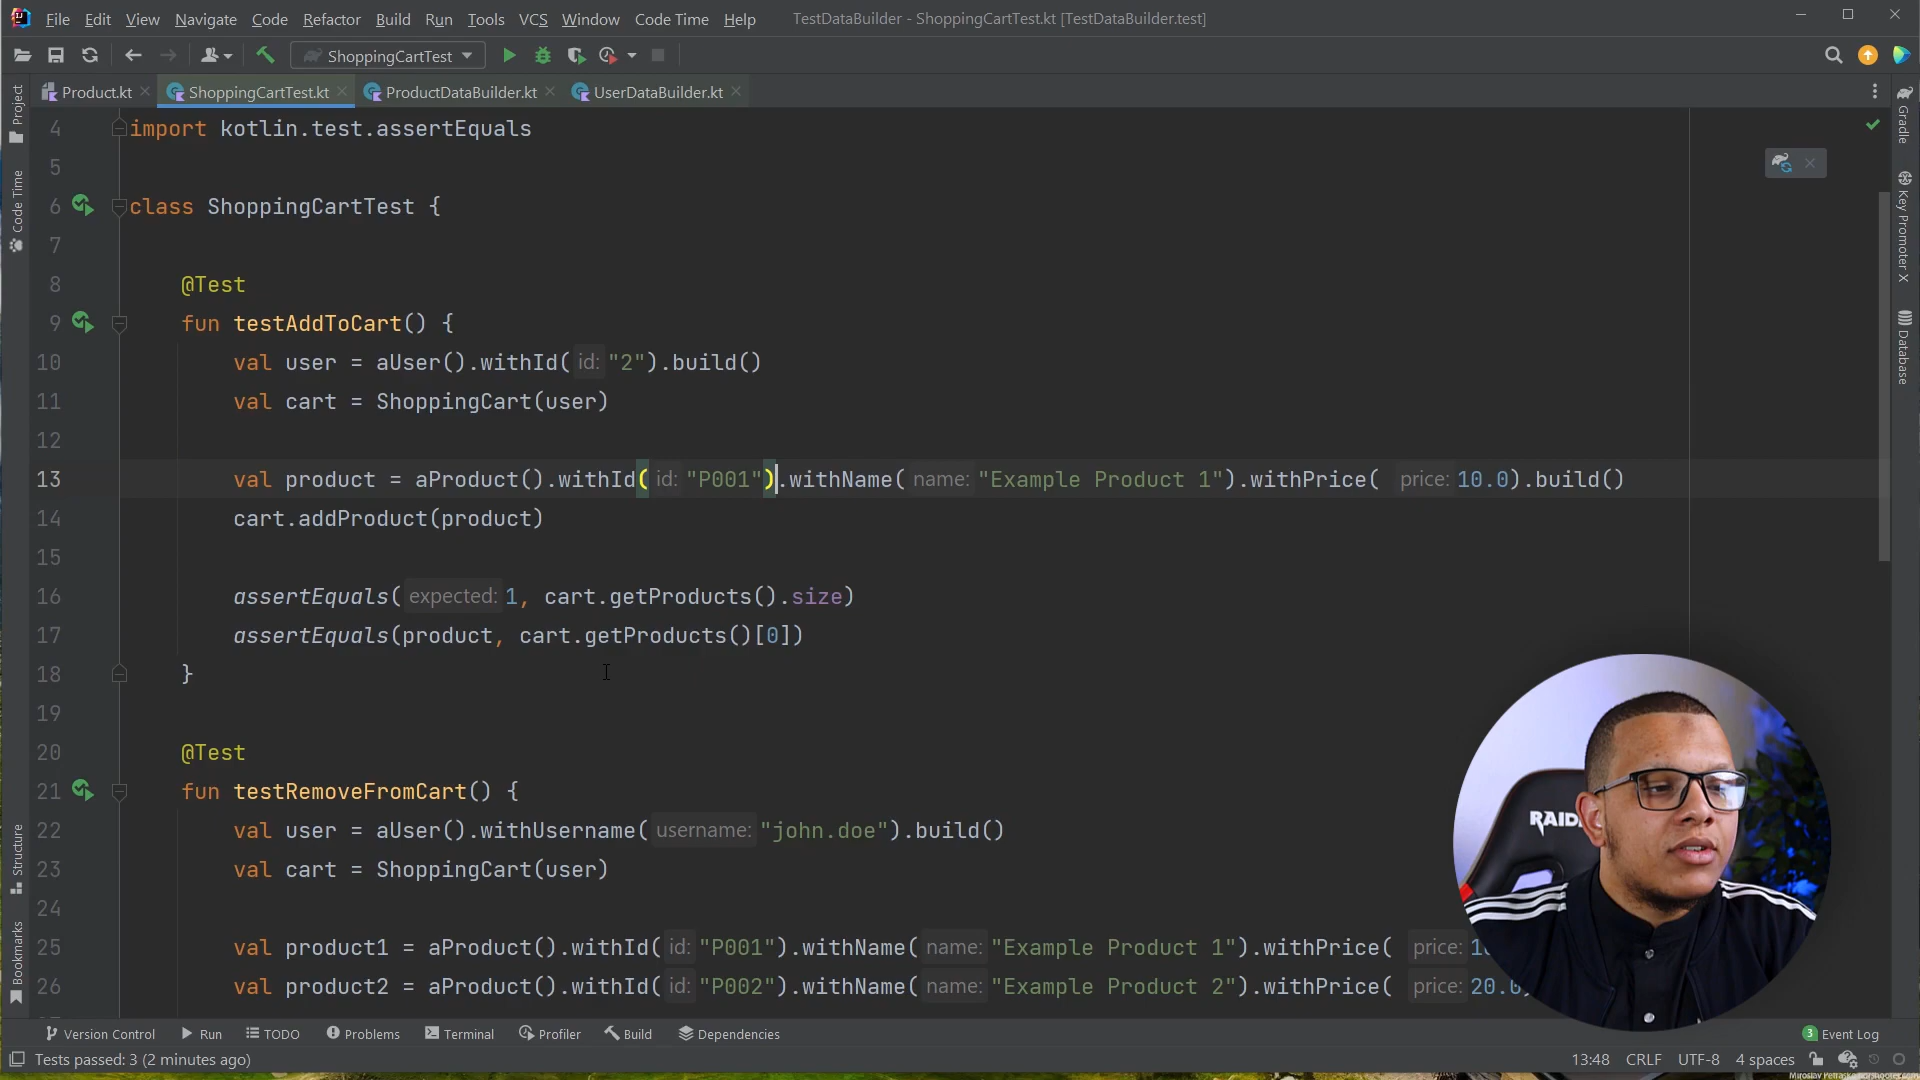 File Edit View Navigate Code Refactor Build Run Tools VCS Window Code Time Help TestDataBuilder - ShoppingCartTest.kt [TestDataBuilder.test]
ShoppingCartTest
Product.kt ShoppingCartTest.kt ProductDataBuilder.kt UserDataBuilder.kt
Project
Code Time
Structure
Bookmarks
4 import kotlin.test.assertEquals
5
6 class ShoppingCartTest {
7
8 @Test
9 fun testAddToCart() {
10 val user = aUser().withId( id: "2").build()
11 val cart = ShoppingCart(user)
12
13 val product = aProduct().withId( id: "P001").withName( name: "Example Product 1").withPrice( price: 10.0).build()
14 cart.addProduct(product)
15
16 assertEquals( expected: 1, cart.getProducts().size)
17 assertEquals(product, cart.getProducts()[0])
18 }
19
20 @Test
21 fun testRemoveFromCart() {
22 val user = aUser().withUsername( username: "john.doe").build()
23 val cart = ShoppingCart(user)
24
25 val product1 = aProduct().withId( id: "P001").withName( name: "Example Product 1").withPrice( price:
26 val product2 = aProduct().withId( id: "P002").withName( name: "Example Product 2").withPrice( price: 20.0
Gradle
Key Promoter X
Database
RAID
Version Control Run TODO Problems Terminal Profiler Build Dependencies 3 Event Log
Tests passed: 3 (2 minutes ago) 13:48 CRLF UTF-8 4 spaces